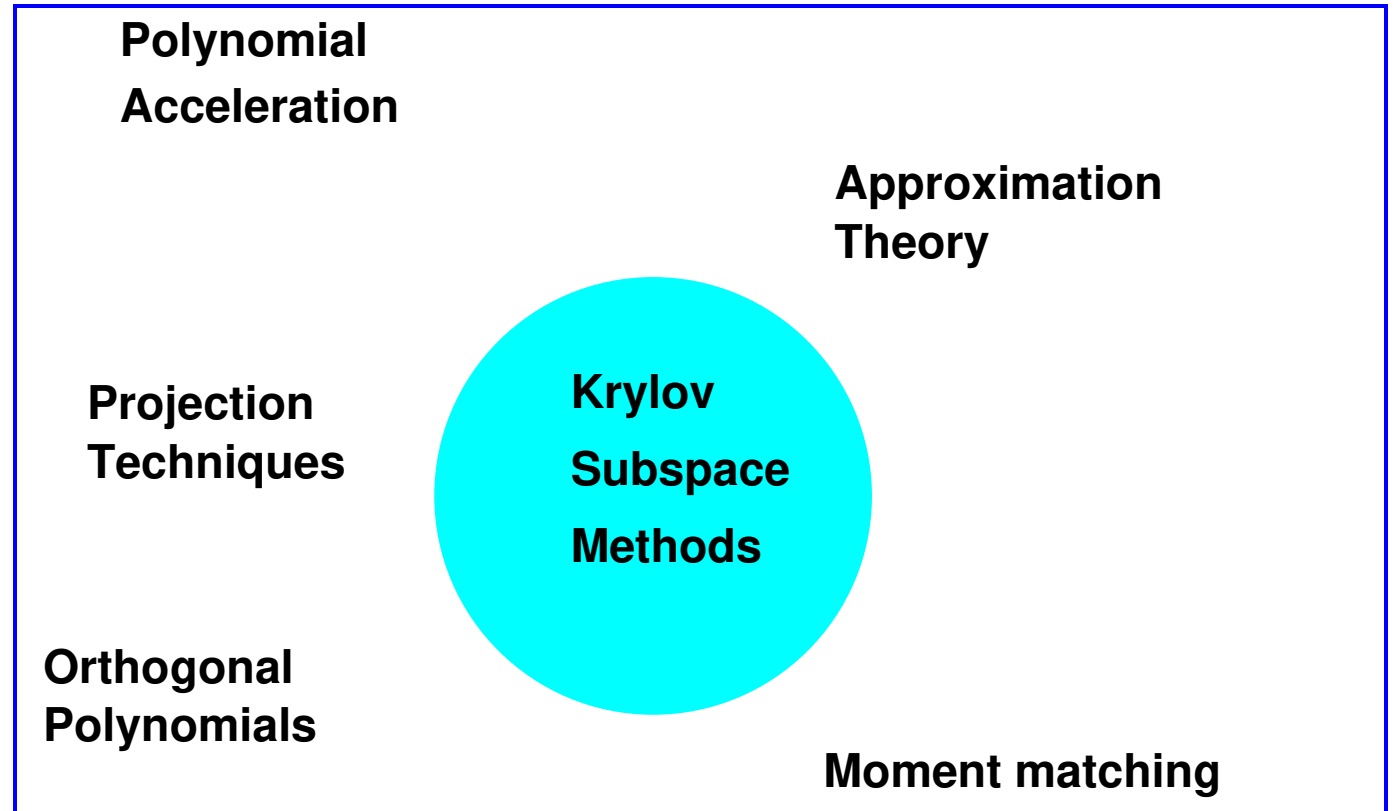 Polynomial
Acceleration
Approximation
Theory
Projection
Techniques
Krylov
Subspace
Methods
Orthogonal
Polynomials
Moment matching